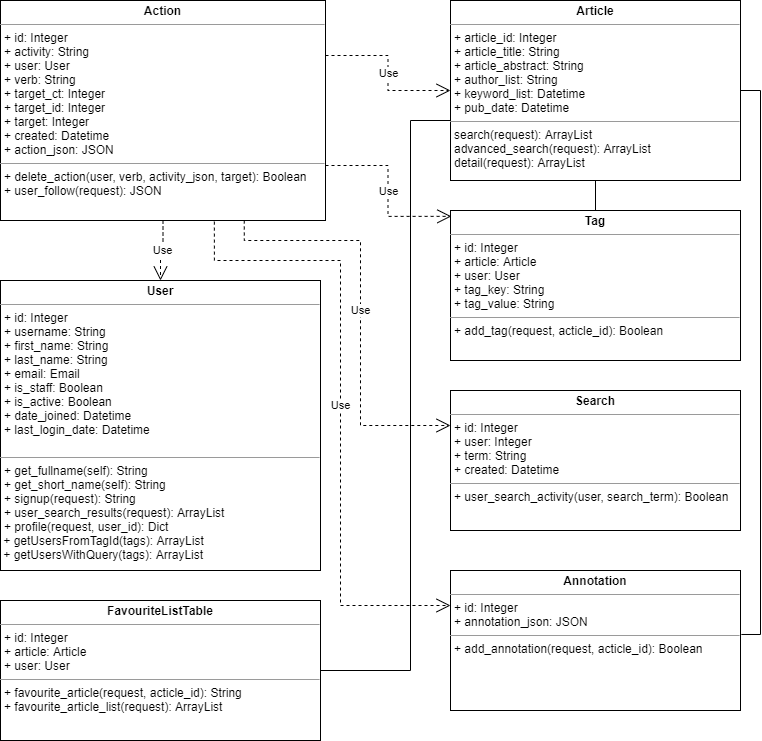 Action
+ id: Integer
+ activity: String
+ user: User
+ verb: String
+ target_ct: Integer
+ target_id: Integer
+ target: Integer
+ created: Datetime
+ action_json: JSON
+ delete_action(user, verb, activity_json, target): Boolean
+ user_follow(request): JSON
Use
Use
Use
Use
Use
Article
+ article_id: Integer
+ article_title: String
+ article_abstract: String
+ author_list: String
+ keyword_list: Datetime
+ pub_date: Datetime
search(request): ArrayList
advanced_search(request): ArrayList
detail(request): ArrayList
Tag
+ id: Integer
+ article: Article
+ user: User
+ tag_key: String
+ tag_value: String
+ add_tag(request, acticle_id): Boolean
User
+ id: Integer
+ username: String
+ first_name: String
+ last_name: String
+ email: Email
+ is_staff: Boolean
+ is_active: Boolean
+ date_joined: Datetime
+ last_login_date: Datetime
+ get_fullname(self): String
+ get_short_name(self): String
+ signup(request): String
+ user_search_results(request): ArrayList
+ profile(request, user_id): Dict
+ getUsersFromTagId(tags): ArrayList
+ getUsersWithQuery(tags): ArrayList
Search
+ id: Integer
+ user: Integer
+ term: String
+ created: Datetime
+ user_search_activity(user, search_term): Boolean
Annotation
+ id: Integer
+ annotation_json: JSON
+ add_annotation(request, acticle_id): Boolean
FavouriteListTable
+ id: Integer
+ article: Article
+ user: User
+ favourite_article(request, acticle_id): String
+ favourite_article_list(request): ArrayList